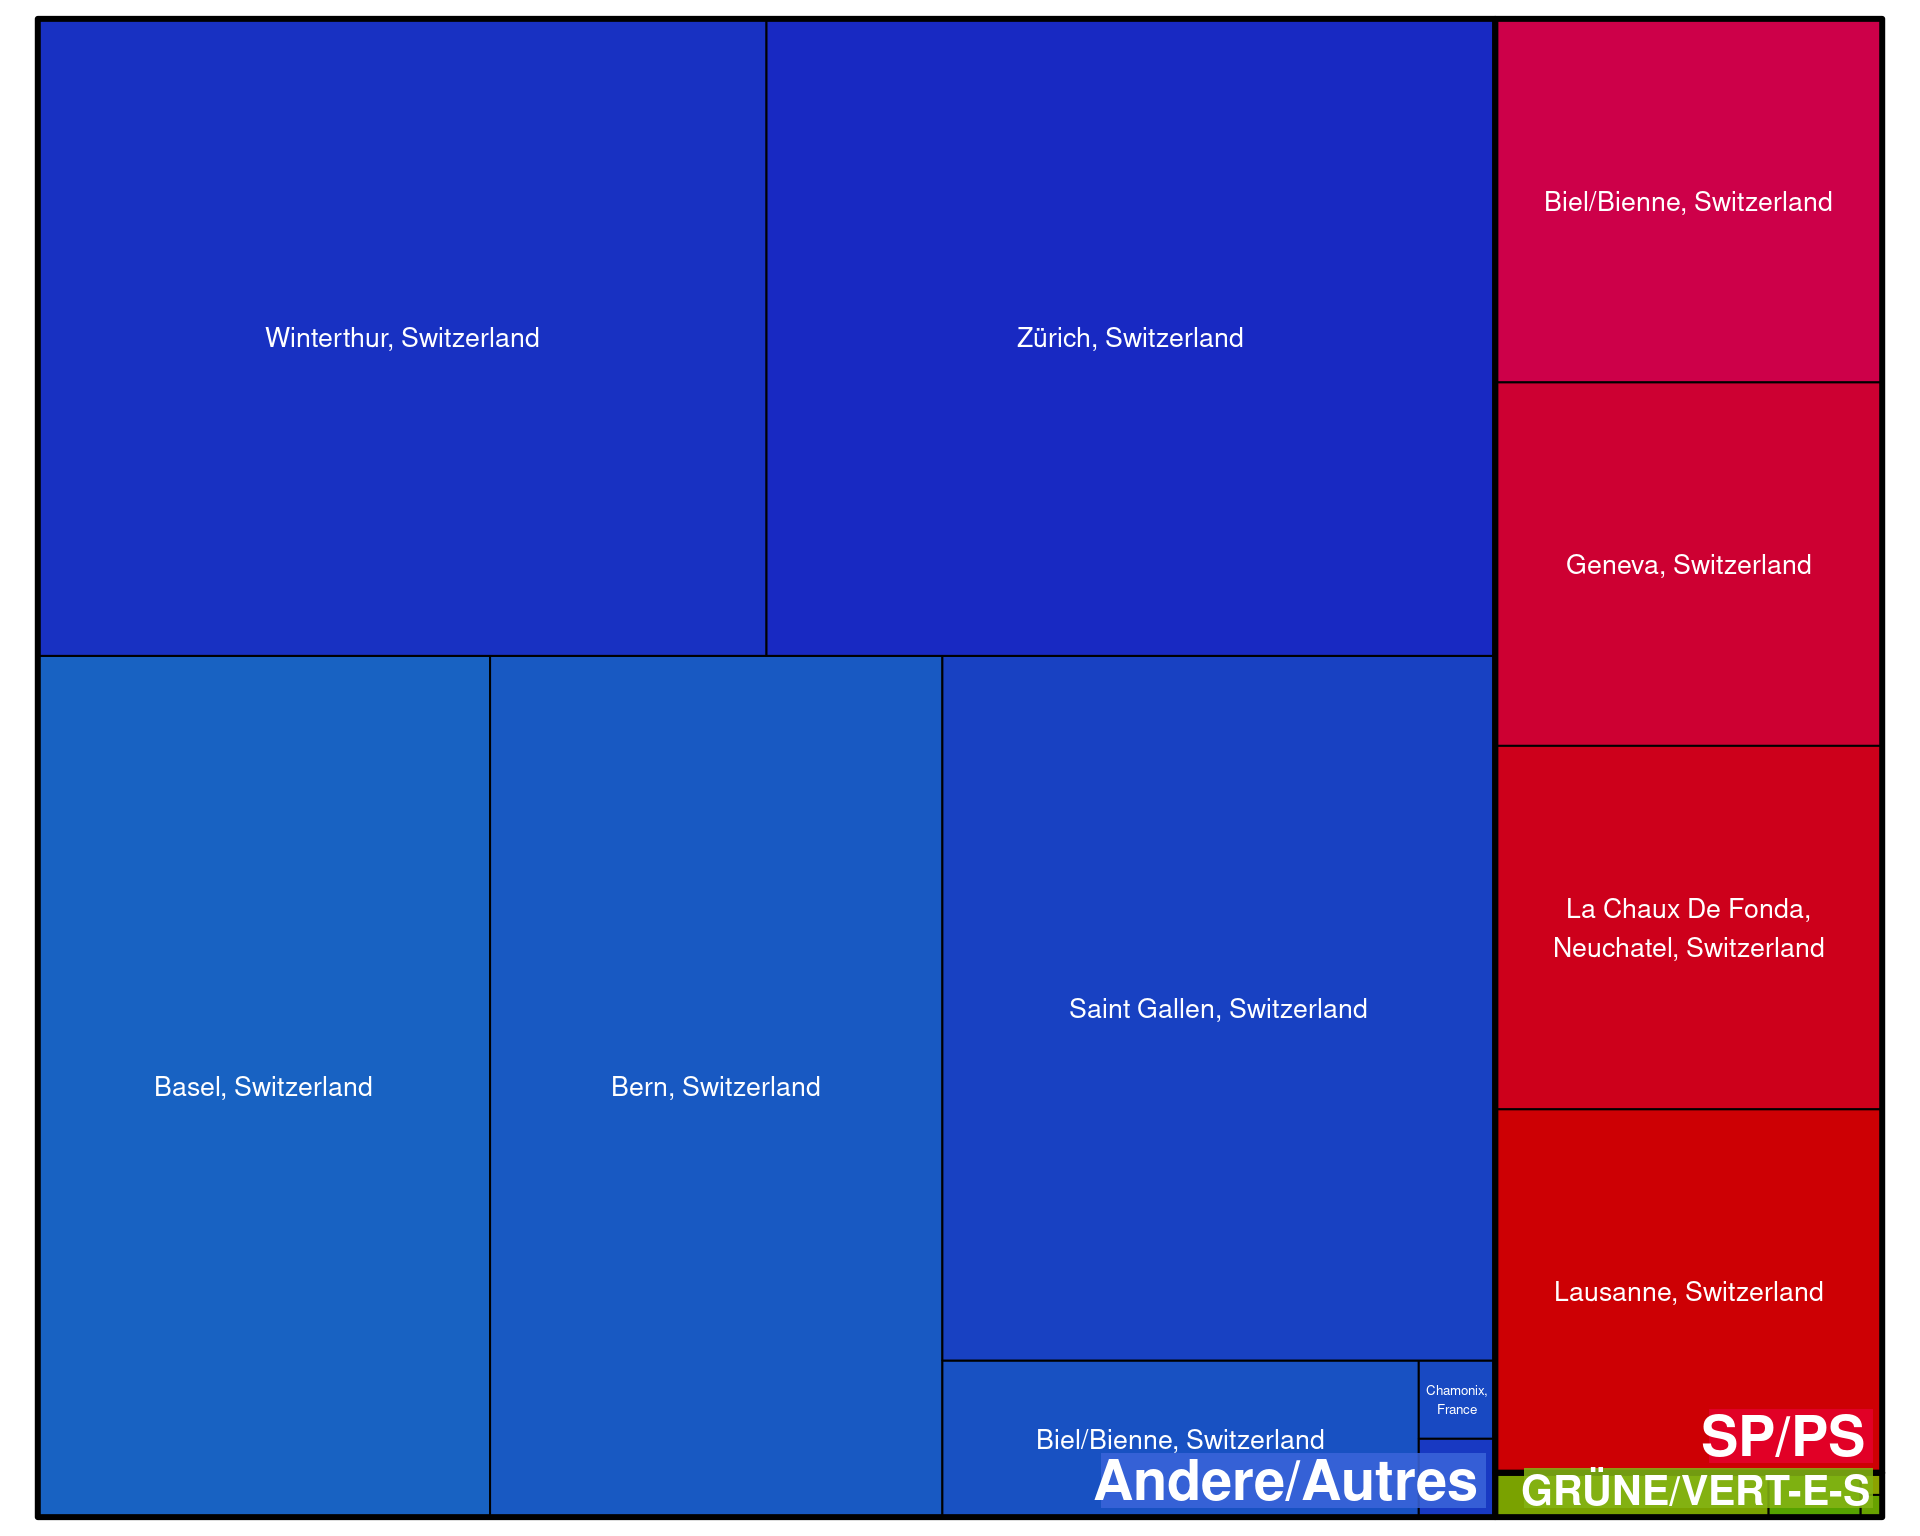 Winterthur, Switzerland
Zürich, Switzerland
Basel, Switzerland
Bern, Switzerland
Saint Gallen, Switzerland
Biel/Bienne, Switzerland
Chamonix,
France
Andere/Autres
Biel/Bienne, Switzerland
Geneva, Switzerland
La Chaux De Fonda,
Neuchatel, Switzerland
Lausanne, Switzerland
SP/PS
GRÜNE/VERT-E-S